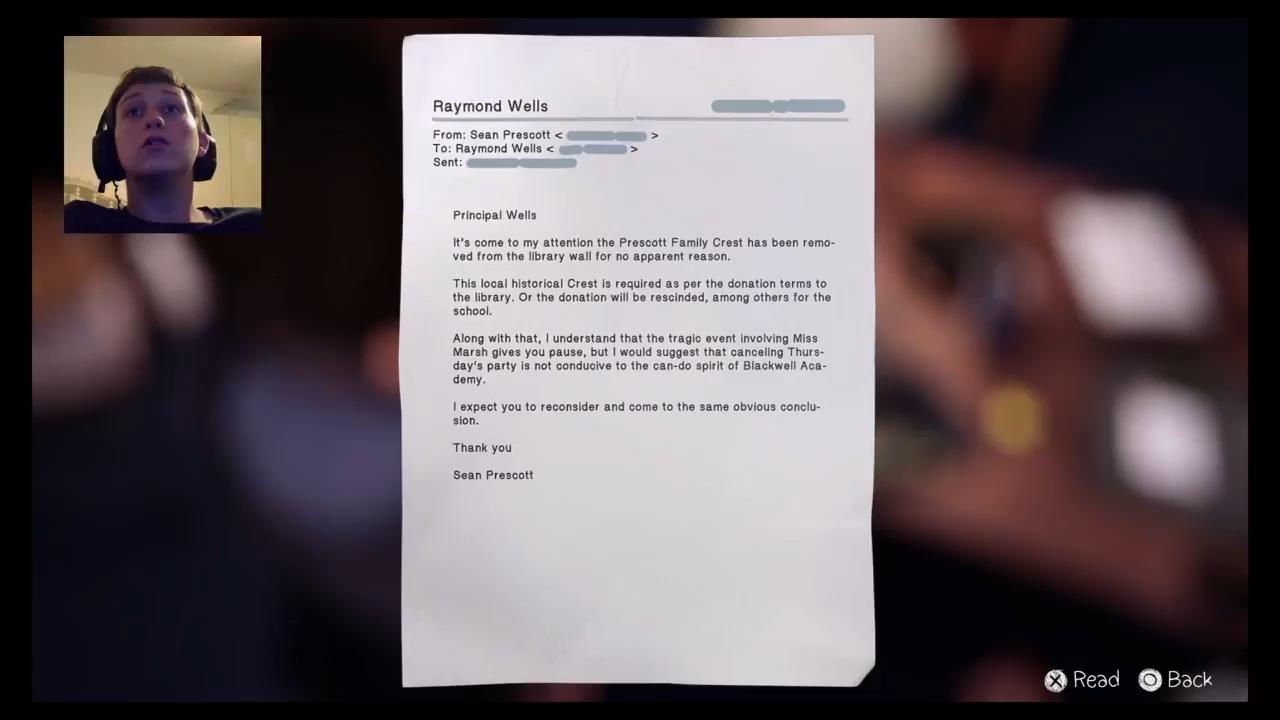 Raymond Wells
From: Sean Prescott < >
To: Raymond Wells < >
Sent:
Principal Wells
It's come to my attention the Prescott Family Crest has been remo-
ved from the library wall for no apparent reason.
This local historical Crest is required as per the donation terms to
the library. Or the donation will be rescinded, among others for the
school.
Along with that, I understand that the tragic event involving Miss
Marsh gives you pause, but I would suggest that canceling Thurs-
day's party is not conducive to the can-do spirit of Blackwell Aca-
demy.
I expect you to reconsider and come to the same obvious conclu-
sion.
Thank you
Sean Prescott
Read Back